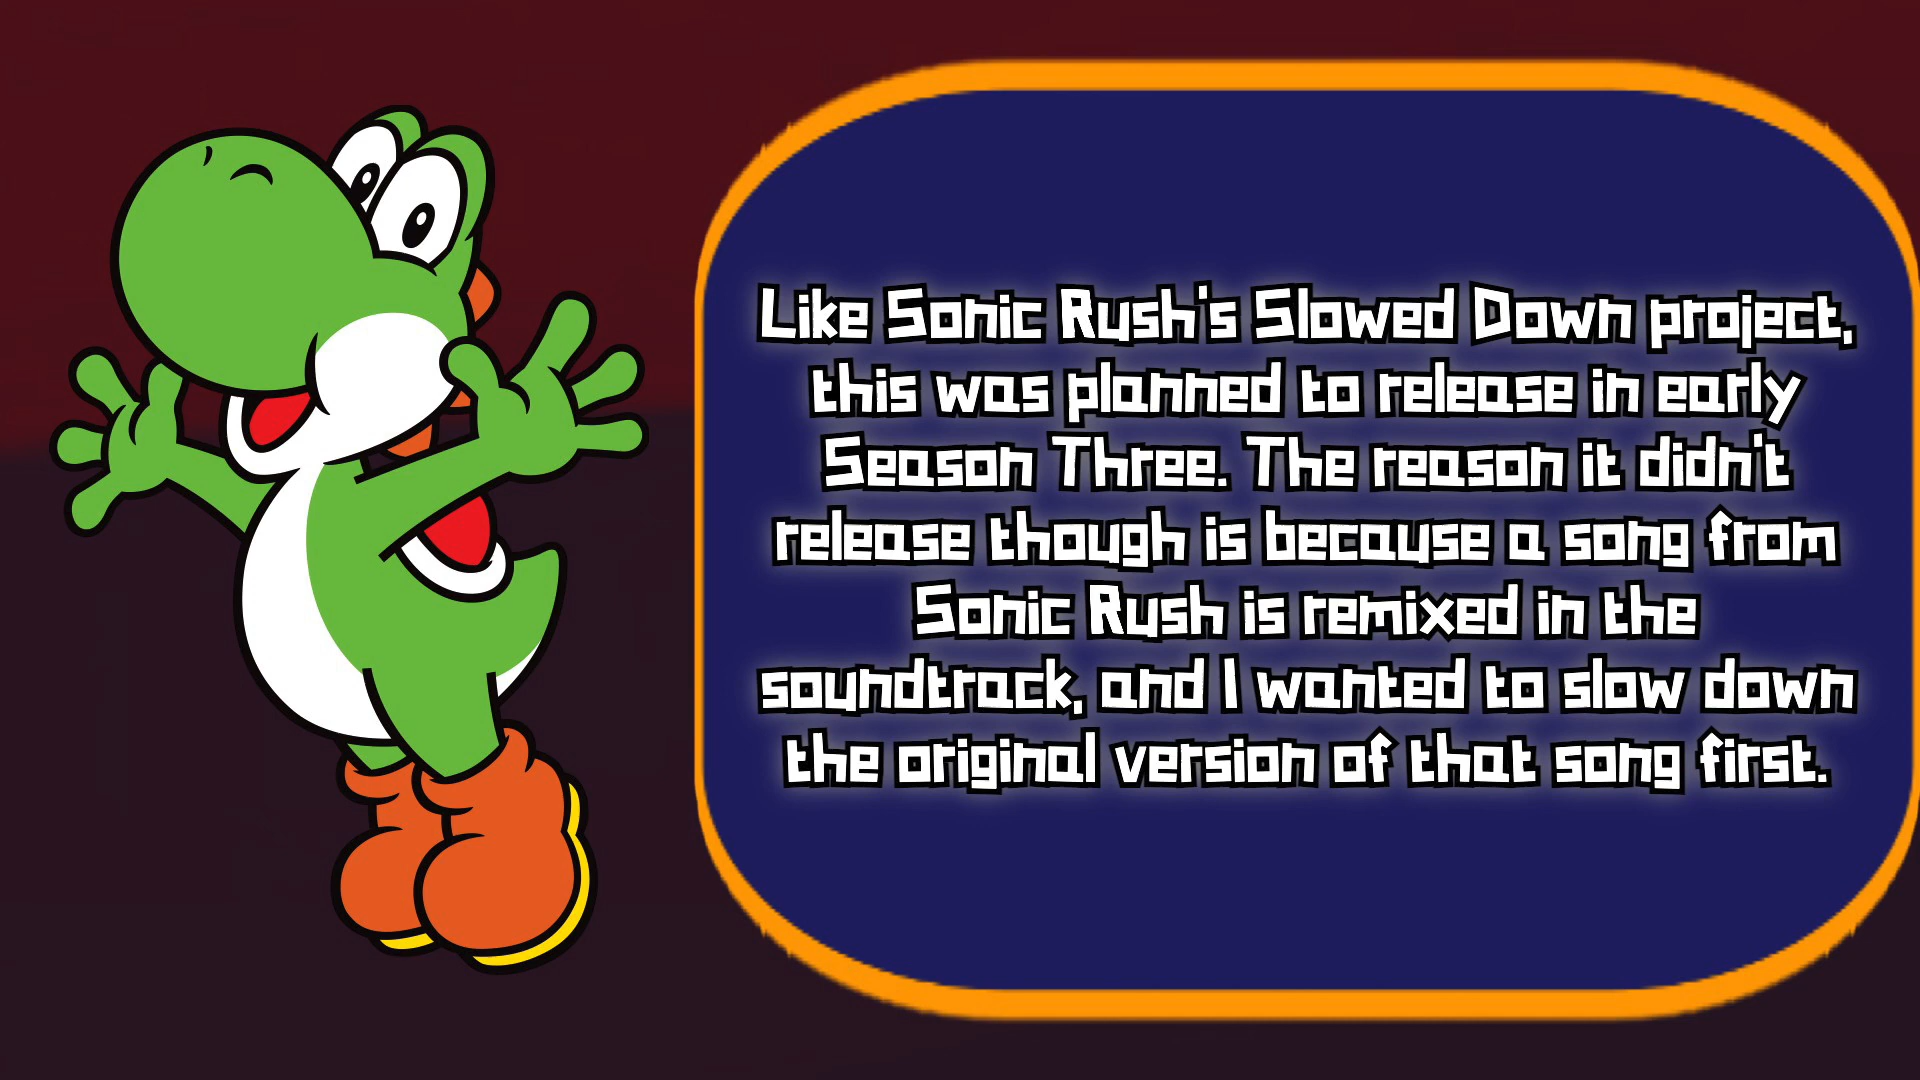 Like Sonic Rush's Slowed Down project,
this was planned to release in early
Season Three. The reason it didn't
release though is because a song from
Sonic Rush is remixed in the
soundtrack, and I wanted to slow down
the original version of that song first.